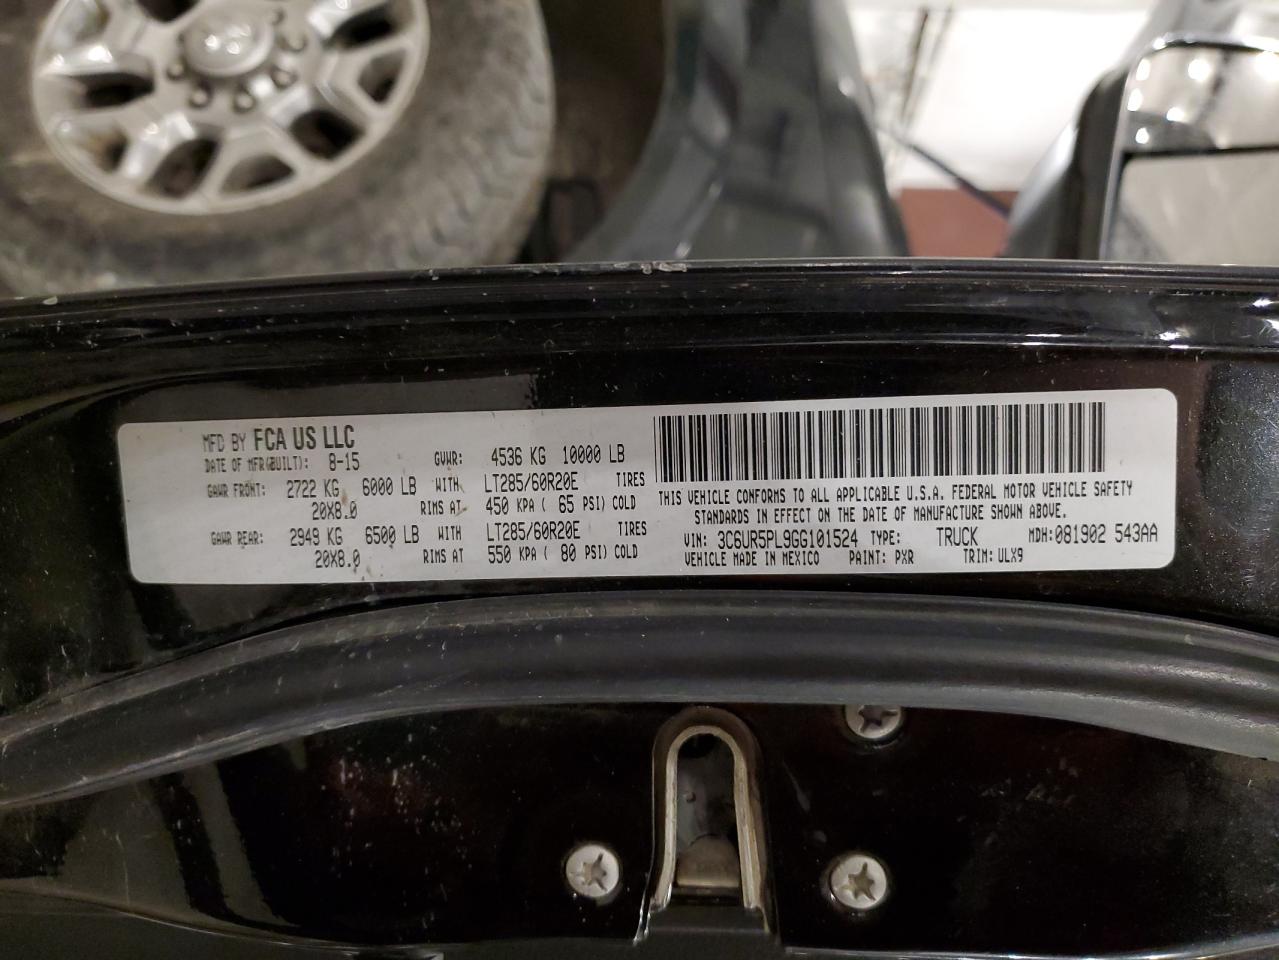 MFD BY FCA US LLC
DATE OF MFR(BUILT): 8-15 GVWR: 4536 KG 10000 LB
GAWR FRONT: 2722 KG 6000 LB WITH LT285/60R20E TIRES
20X8.0 RIMS AT 450 KPA ( 65 PSI) COLD
GAWR REAR: 2949 KG 6500 LB WITH LT285/60R20E TIRES
20X8.0 RIMS AT 550 KPA ( 80 PSI) COLD
THIS VEHICLE CONFORMS TO ALL APPLICABLE U.S.A. FEDERAL MOTOR VEHICLE SAFETY
STANDARDS IN EFFECT ON THE DATE OF MANUFACTURE SHOWN ABOVE.
VIN: 3C6UR5PL9GG101524 TYPE: TRUCK MDH: 081902 543AA
VEHICLE MADE IN MEXICO PAINT: PXR TRIM: ULX9